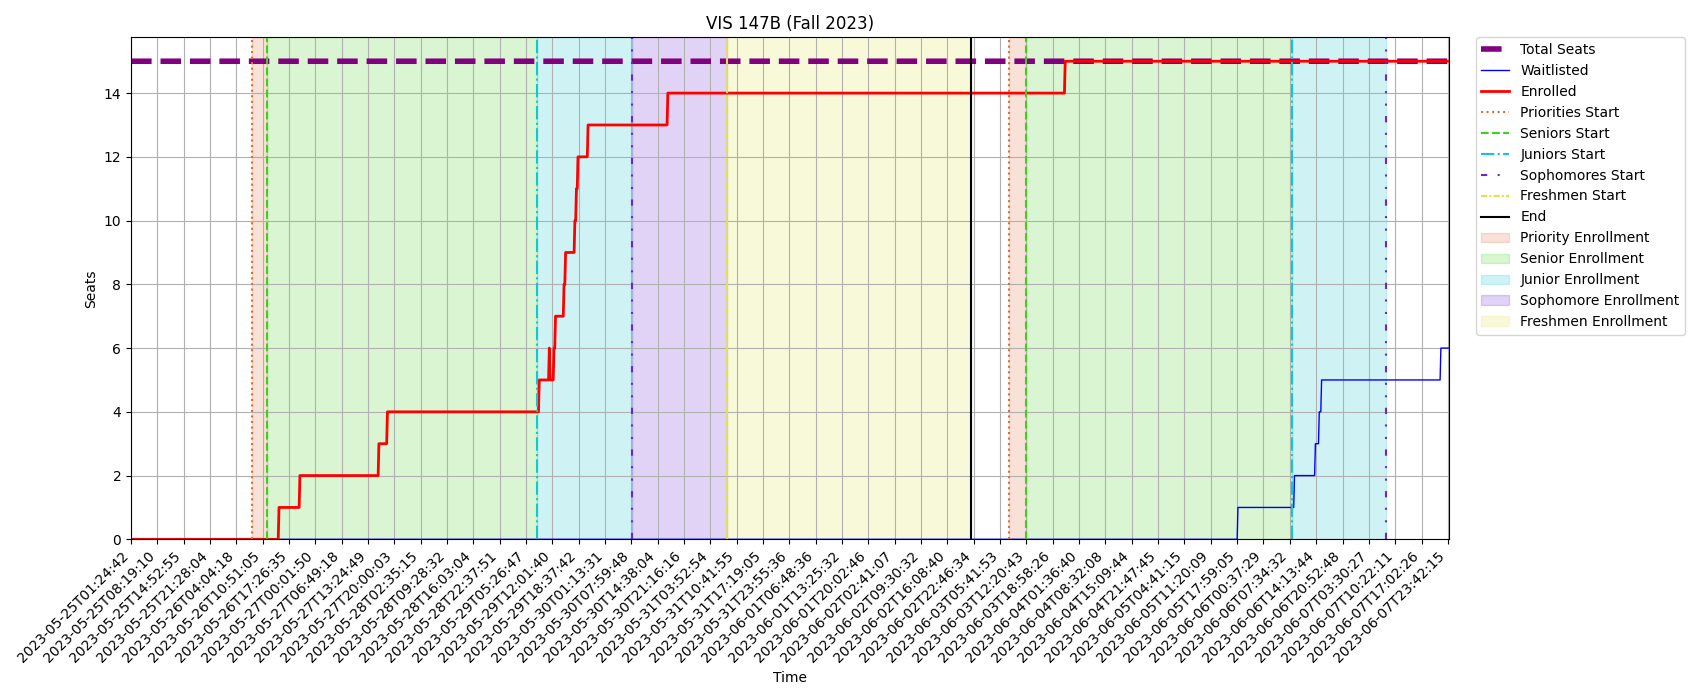 VIS 147B (Fall 2023)
Total Seats
Waitlisted
Enrolled
Priorities Start
Seniors Start
Juniors Start
Sophomores Start
Freshmen Start
End
Priority Enrollment
Senior Enrollment
Junior Enrollment
Sophomore Enrollment
Freshmen Enrollment
Seats
14
12
10
8
6
4
2
0
2023-05-25T01:24:42
2023-05-25T08:19:10
2023-05-25T14:52:55
2023-05-25T21:28:04
2023-05-26T04:04:18
2023-05-26T10:51:05
2023-05-26T17:26:35
2023-05-27T00:01:50
2023-05-27T06:49:18
2023-05-27T13:24:49
2023-05-27T20:00:03
2023-05-28T02:35:15
2023-05-28T09:28:32
2023-05-28T16:03:04
2023-05-28T22:37:51
2023-05-29T05:26:47
2023-05-29T12:01:40
2023-05-29T18:37:42
2023-05-30T01:13:31
2023-05-30T07:59:48
2023-05-30T14:38:04
2023-05-30T21:16:16
2023-05-31T03:52:54
2023-05-31T10:41:55
2023-05-31T17:19:05
2023-05-31T23:55:36
2023-06-01T06:48:36
2023-06-01T13:25:32
2023-06-01T20:02:46
2023-06-02T02:41:07
2023-06-02T09:30:32
2023-06-02T16:08:40
2023-06-02T22:46:34
2023-06-03T05:41:53
2023-06-03T12:20:43
2023-06-03T18:58:26
2023-06-04T01:36:40
2023-06-04T08:32:08
2023-06-04T15:09:44
2023-06-04T21:47:45
2023-06-05T04:41:15
2023-06-05T11:20:09
2023-06-05T17:59:05
2023-06-06T00:37:29
2023-06-06T07:34:32
2023-06-06T14:13:44
2023-06-06T20:52:48
2023-06-07T03:30:27
2023-06-07T10:22:11
2023-06-07T17:02:26
2023-06-07T23:42:15
Time